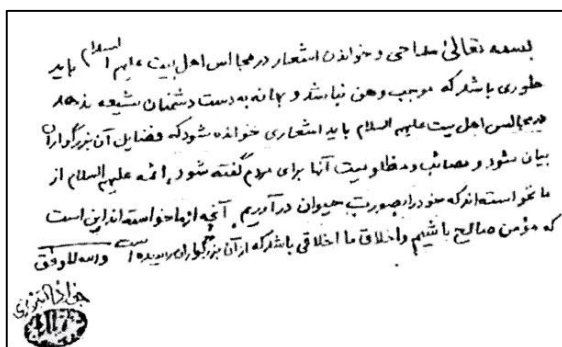 بسمه تعالی مداحی و خواندن اشعار در مجالس اهل بیت علیهم السلام باید
طوری باشد که موجب وهن نباشد و بهانه به دست دشمنان شیعه ندهد
در مجالس اهل بیت علیهم السلام باید اشعاری خوانده شود که فضایل آن بزرگواران
بیان شود و مصائب و مظلومیت آنها برای مردم گفته شود، ائمه علیهم السلام از
ما نخواسته‌اند که خود را بصورت حیوان درآوریم آنچه از ما خواسته‌اند این است
که مؤمن صالح باشیم و اخلاق ما اخلاقی باشد که از آن بزرگواران رسیده است والله الموفق
جواد التبریزی